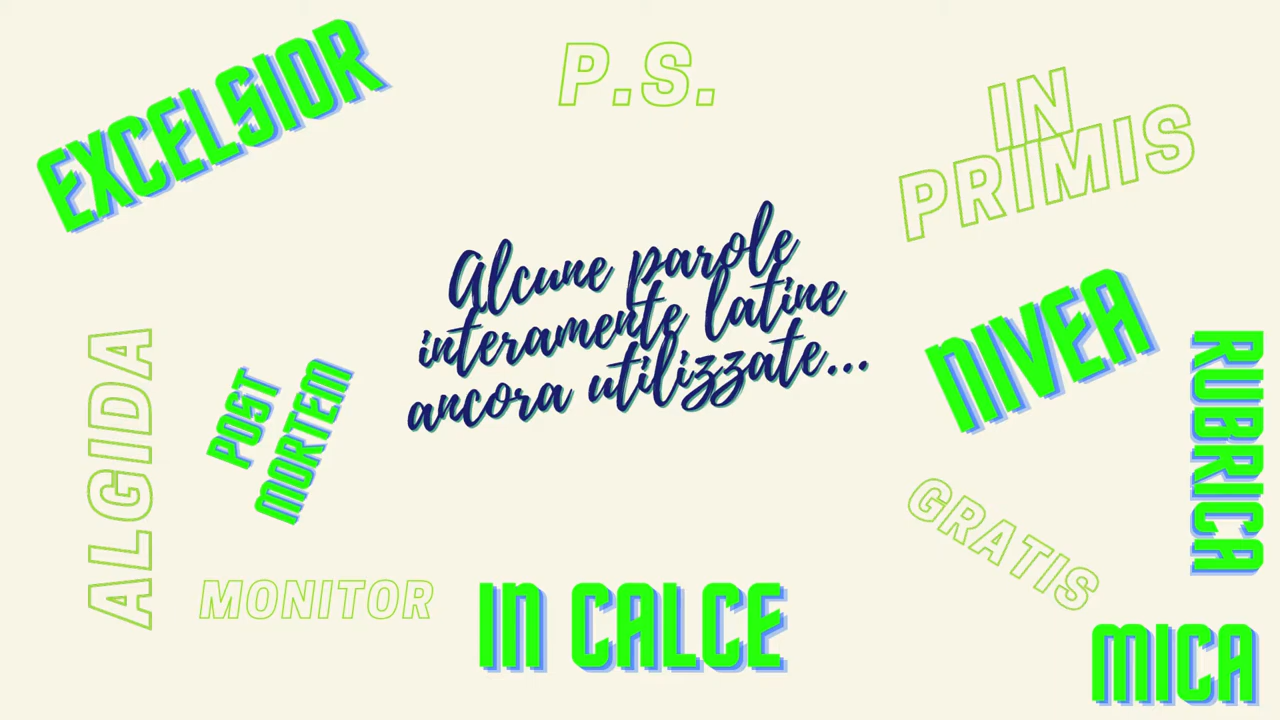 EXCELSIOR
P.S.
IN
PRIMIS
Alcune parole
interamente latine
ancora utilizzate...
NIVEA
RUBRICA
ALGIDA
POST
MORTEM
GRATIS
MONITOR
IN CALCE
MICA